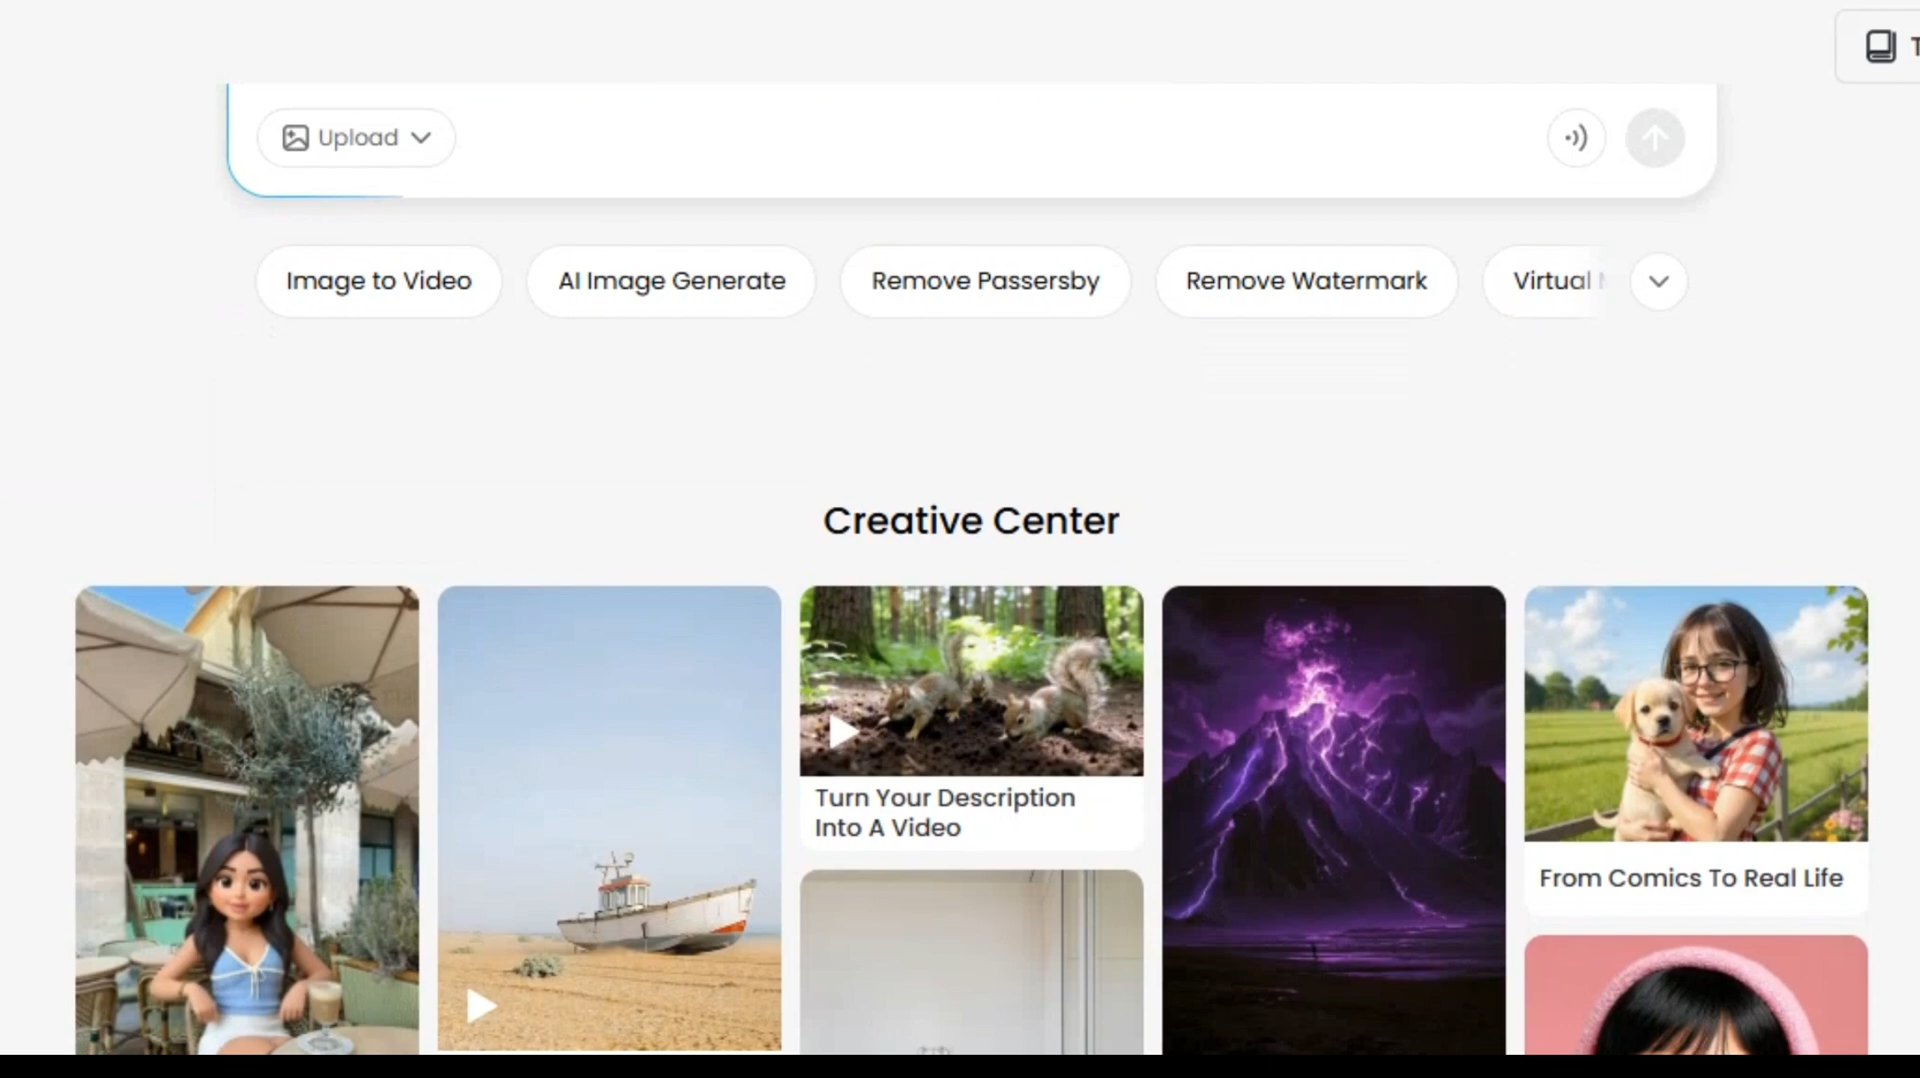 Upload
Image to Video
AI Image Generate
Remove Passersby
Remove Watermark
Virtual
Creative Center
Turn Your Description
Into A Video
From Comics To Real Life